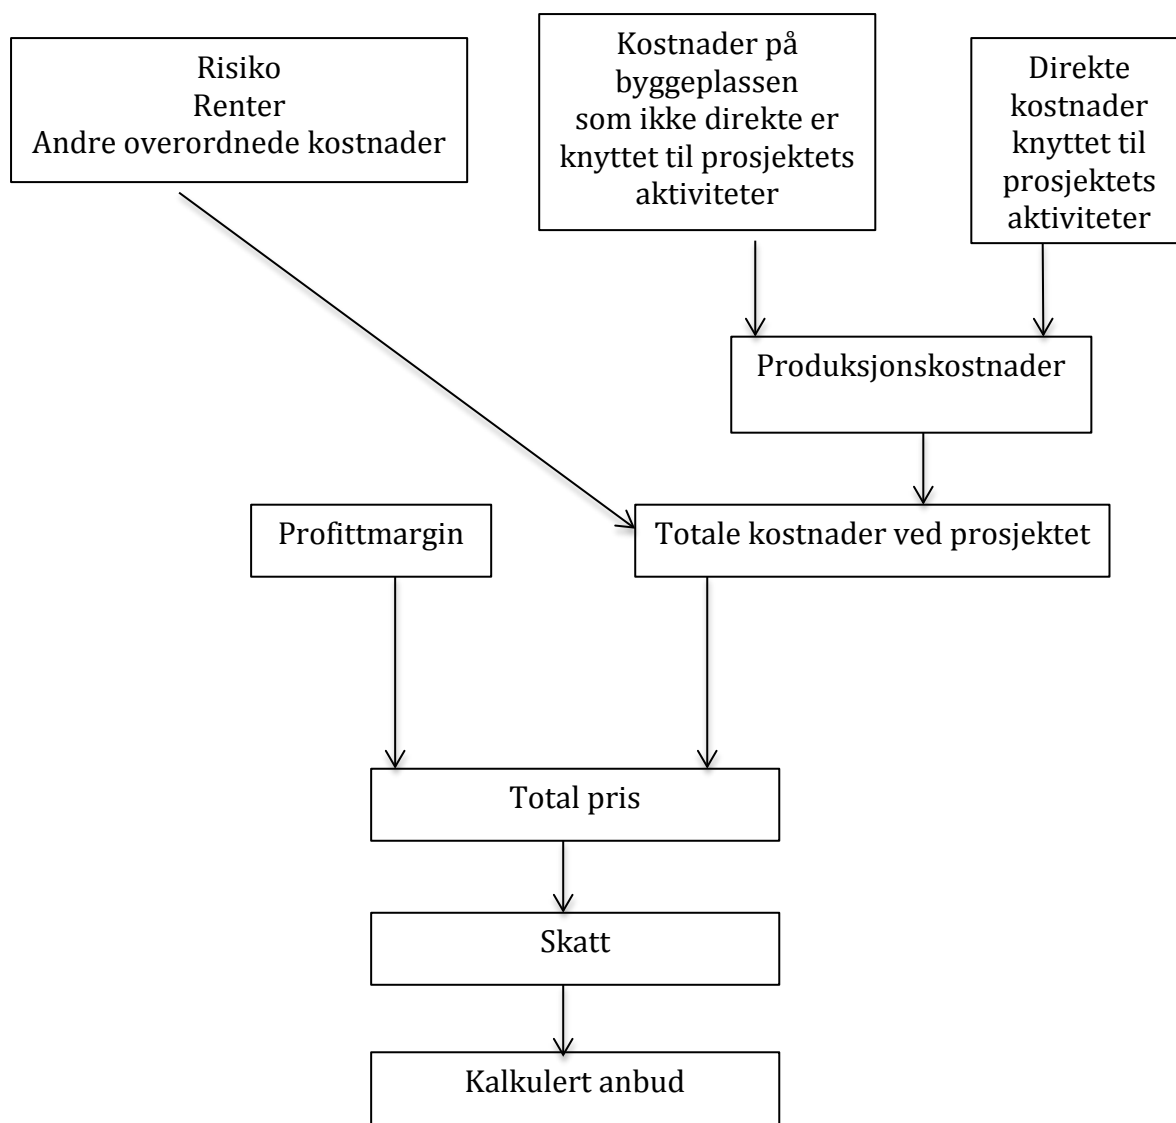 Risiko
Renter
Andre overordnede kostnader
Kostnader på
byggeplassen
som ikke direkte er
knyttet til prosjektets
aktiviteter
Direkte
kostnader
knyttet til
prosjektets
aktiviteter
Produksjonskostnader
Profittmargin
Totale kostnader ved prosjektet
Total pris
Skatt
Kalkulert anbud